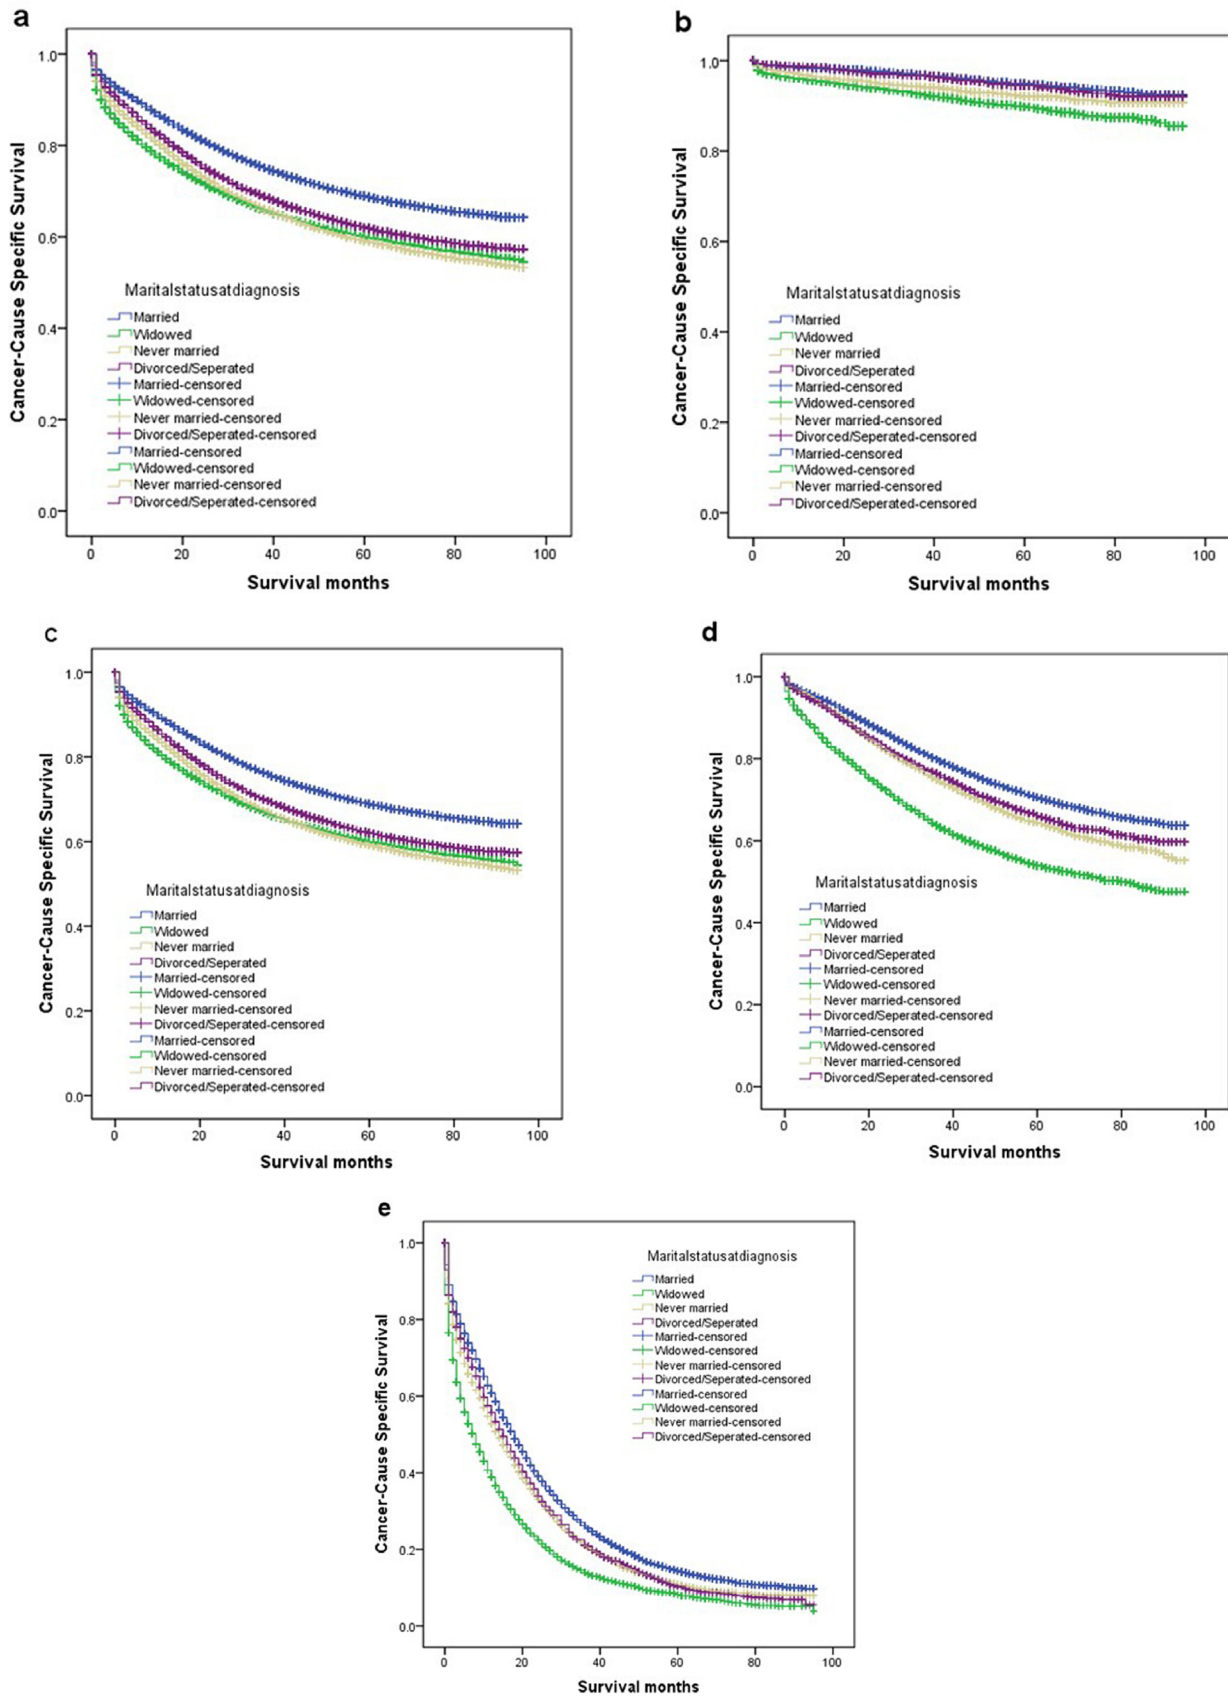 a
Cancer-Cause Specific Survival
1.0
0.8
0.6
0.4
0.2
0.0
Maritalstatusatdiagnosis
Married
Widowed
Never married
Divorced/Seperated
Married-censored
Widowed-censored
Never married-censored
Divorced/Seperated-censored
Married-censored
Widowed-censored
Never married-censored
Divorced/Seperated-censored
0 20 40 60 80 100
Survival months
b
Cancer-Cause Specific Survival
1.0
0.8
0.6
0.4
0.2
0.0
Maritalstatusatdiagnosis
Married
Widowed
Never married
Divorced/Seperated
Married-censored
Widowed-censored
Never married-censored
Divorced/Seperated-censored
Married-censored
Widowed-censored
Never married-censored
Divorced/Seperated-censored
0 20 40 60 80 100
Survival months
c
Cancer-Cause Specific Survival
1.0
0.8
0.6
0.4
0.2
0.0
Maritalstatusatdiagnosis
Married
Widowed
Never married
Divorced/Seperated
Married-censored
Widowed-censored
Never married-censored
Divorced/Seperated-censored
Married-censored
Widowed-censored
Never married-censored
Divorced/Seperated-censored
0 20 40 60 80 100
Survival months
d
Cancer-Cause Specific Survival
1.0
0.8
0.6
0.4
0.2
0.0
Maritalstatusatdiagnosis
Married
Widowed
Never married
Divorced/Seperated
Married-censored
Widowed-censored
Never married-censored
Divorced/Seperated-censored
Married-censored
Widowed-censored
Never married-censored
Divorced/Seperated-censored
0 20 40 60 80 100
Survival months
e
Cancer-Cause Specific Survival
1.0
0.8
0.6
0.4
0.2
0.0
Maritalstatusatdiagnosis
Married
Widowed
Never married
Divorced/Seperated
Married-censored
Widowed-censored
Never married-censored
Divorced/Seperated-censored
Married-censored
Widowed-censored
Never married-censored
Divorced/Seperated-censored
0 20 40 60 80 100
Survival months